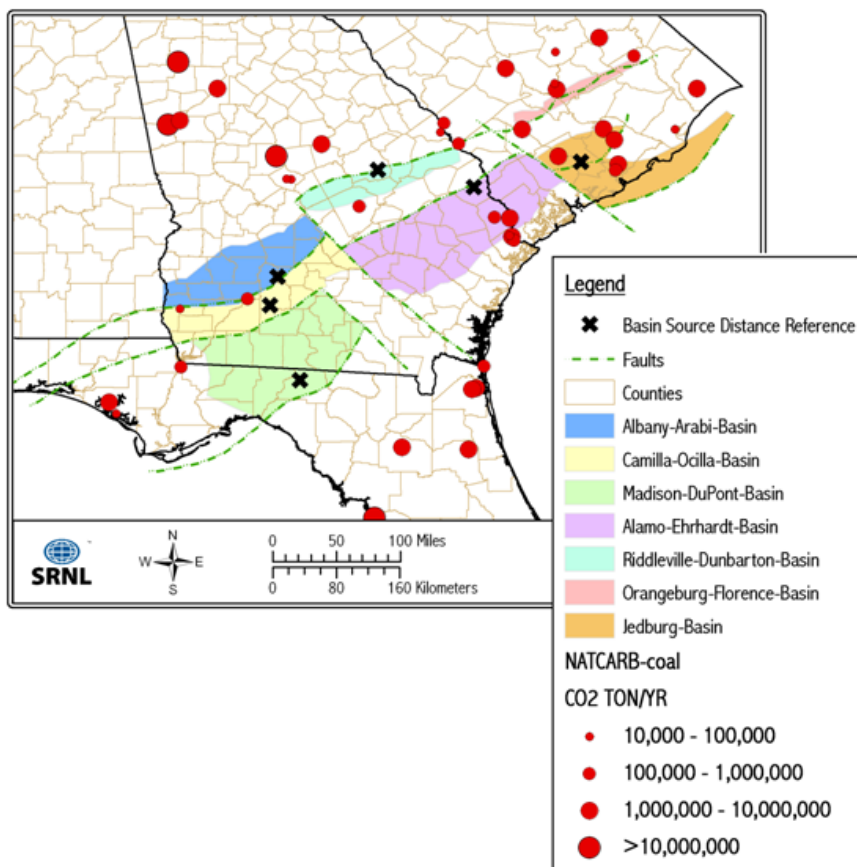 Legend
Basin Source Distance Reference
Faults
Counties
Albany-Arabi-Basin
Camilla-Ocilla-Basin
Madison-DuPont-Basin
Alamo-Ehrhardt-Basin
Riddleville-Dunbarton-Basin
Orangeburg-Florence-Basin
Jedburg-Basin
NATCARB-coal
CO2 TON/YR
10,000 - 100,000
100,000 - 1,000,000
1,000,000 - 10,000,000
>10,000,000
SRNL
N
W E
S
0 50 100 Miles
0 80 160 Kilometers